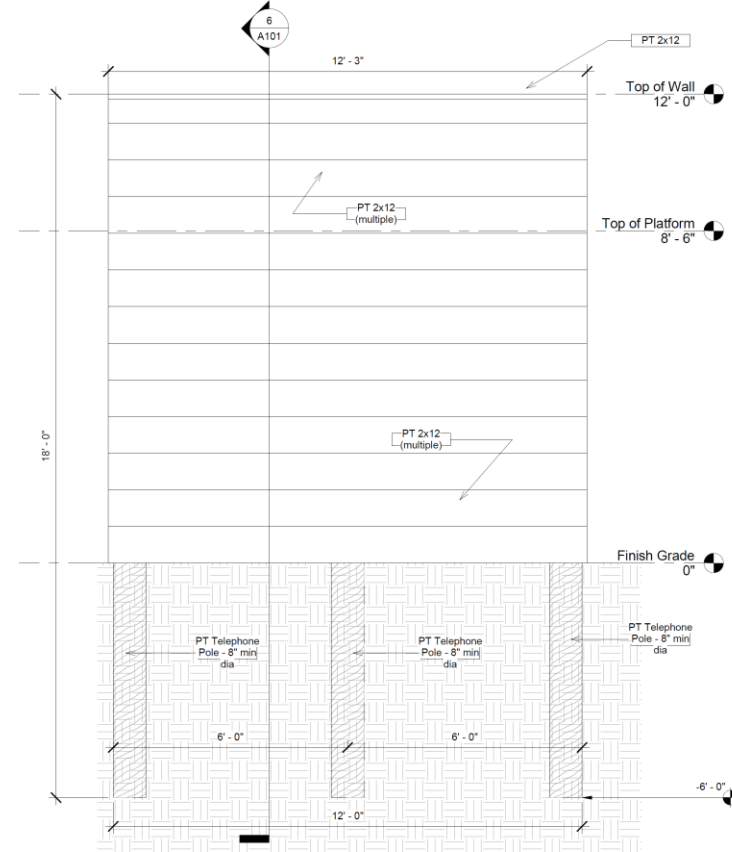 6
A101
PT 2x12
12' - 3"
Top of Wall
12' - 0"
PT 2x12
(multiple)
Top of Platform
8' - 6"
18' - 0"
PT 2x12
(multiple)
Finish Grade
0"
PT Telephone
Pole - 8" min
dia
PT Telephone
Pole - 8" min
dia
PT Telephone
Pole - 8" min
dia
6' - 0"
6' - 0"
-6' - 0"
12' - 0"